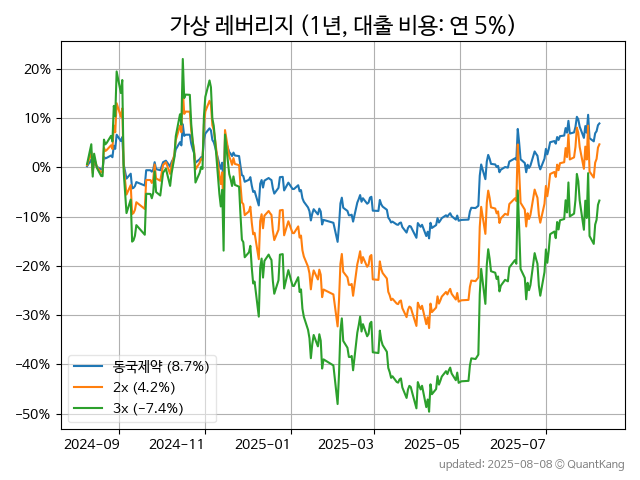 가상 레버리지 (1년, 대출 비용: 연 5%)
20%
10%
0%
−10%
−20%
−30%
−40%
−50%
동국제약 (8.7%)
2x (4.2%)
3x (−7.4%)
2024-09
2024-11
2025-01
2025-03
2025-05
2025-07
updated: 2025-08-08 © QuantKang